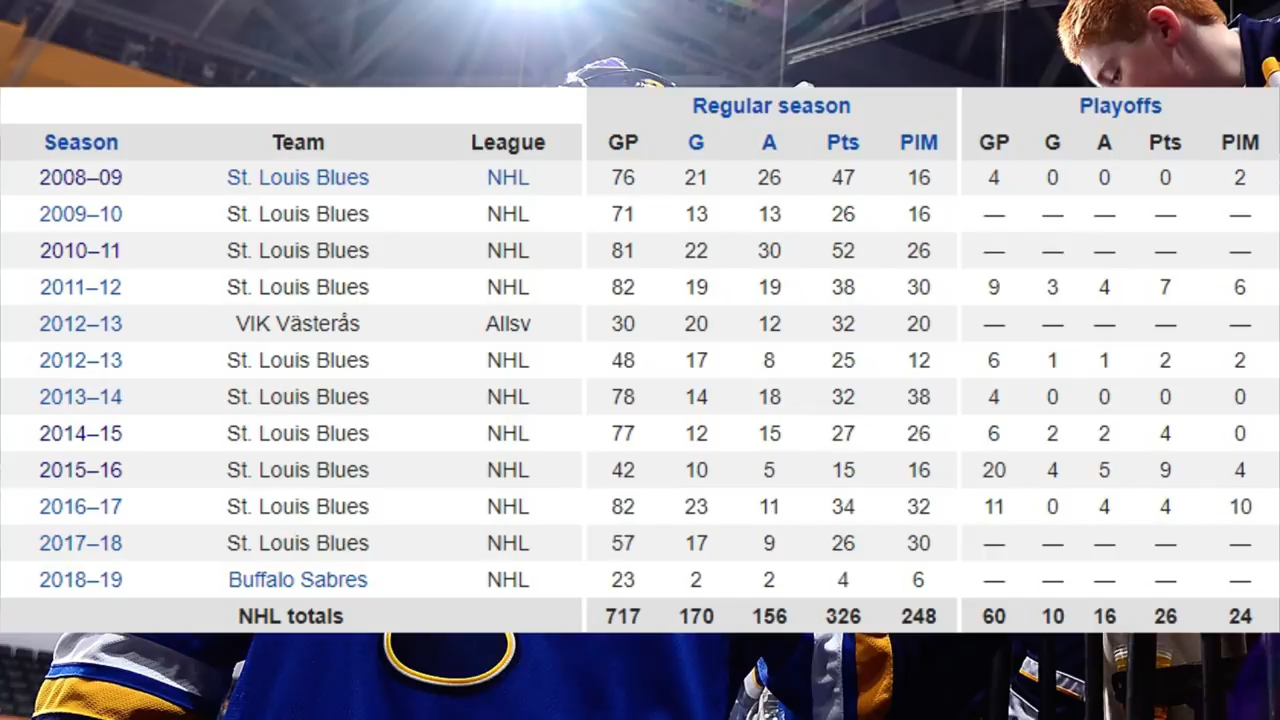 Regular season Playoffs
Season Team League GP G A Pts PIM GP G A Pts PIM
2008–09 St. Louis Blues NHL 76 21 26 47 16 4 0 0 0 2
2009–10 St. Louis Blues NHL 71 13 13 26 16 — — — — —
2010–11 St. Louis Blues NHL 81 22 30 52 26 — — — — —
2011–12 St. Louis Blues NHL 82 19 19 38 30 9 3 4 7 6
2012–13 VIK Västerås Allsv 30 20 12 32 20 — — — — —
2012–13 St. Louis Blues NHL 48 17 8 25 12 6 1 1 2 2
2013–14 St. Louis Blues NHL 78 14 18 32 38 4 0 0 0 0
2014–15 St. Louis Blues NHL 77 12 15 27 26 6 2 2 4 0
2015–16 St. Louis Blues NHL 42 10 5 15 16 20 4 5 9 4
2016–17 St. Louis Blues NHL 82 23 11 34 32 11 0 4 4 10
2017–18 St. Louis Blues NHL 57 17 9 26 30 — — — — —
2018–19 Buffalo Sabres NHL 23 2 2 4 6 — — — — —
NHL totals 717 170 156 326 248 60 10 16 26 24